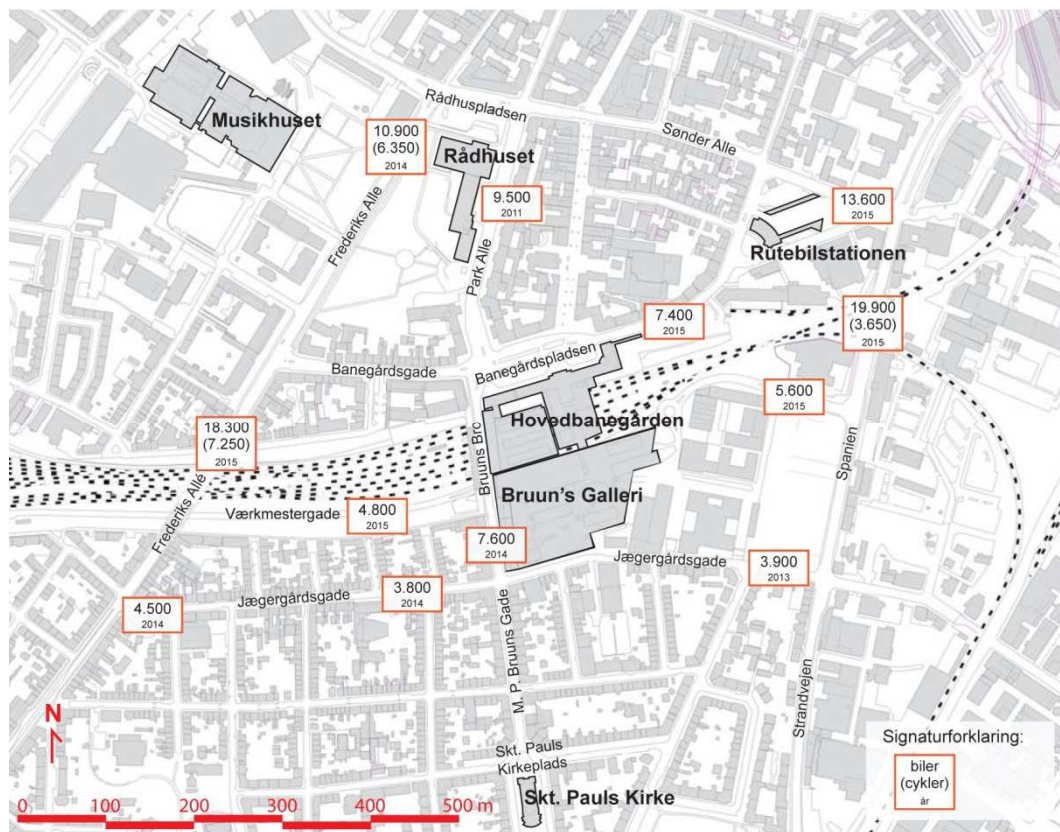 Musikhuset
Rådhuspladsen
10.900
(6.350)
2014
Rådhuset
Sønder Alle
9.500
2011
13.600
2015
Frederiks Alle
Park Alle
Rutebilstationen
7.400
2015
19.900
(3.650)
2015
Banegårdsgade
Banegårdspladsen
5.600
2015
18.300
(7.250)
2015
Hovedbanegården
Bruuns Bro
Spanien
Bruun's Galleri
Frederiks Allé
Værkmestergade
4.800
2015
7.600
2014
Jægergårdsgade
3.900
2013
4.500
2014
Jægergårdsgade
3.800
2014
M. P. Bruuns Gade
Strandvejen
N
Skt. Pauls
Kirkeplads
Skt. Pauls Kirke
Signaturforklaring:
biler
(cykler)
år
0 100 200 300 400 500 m